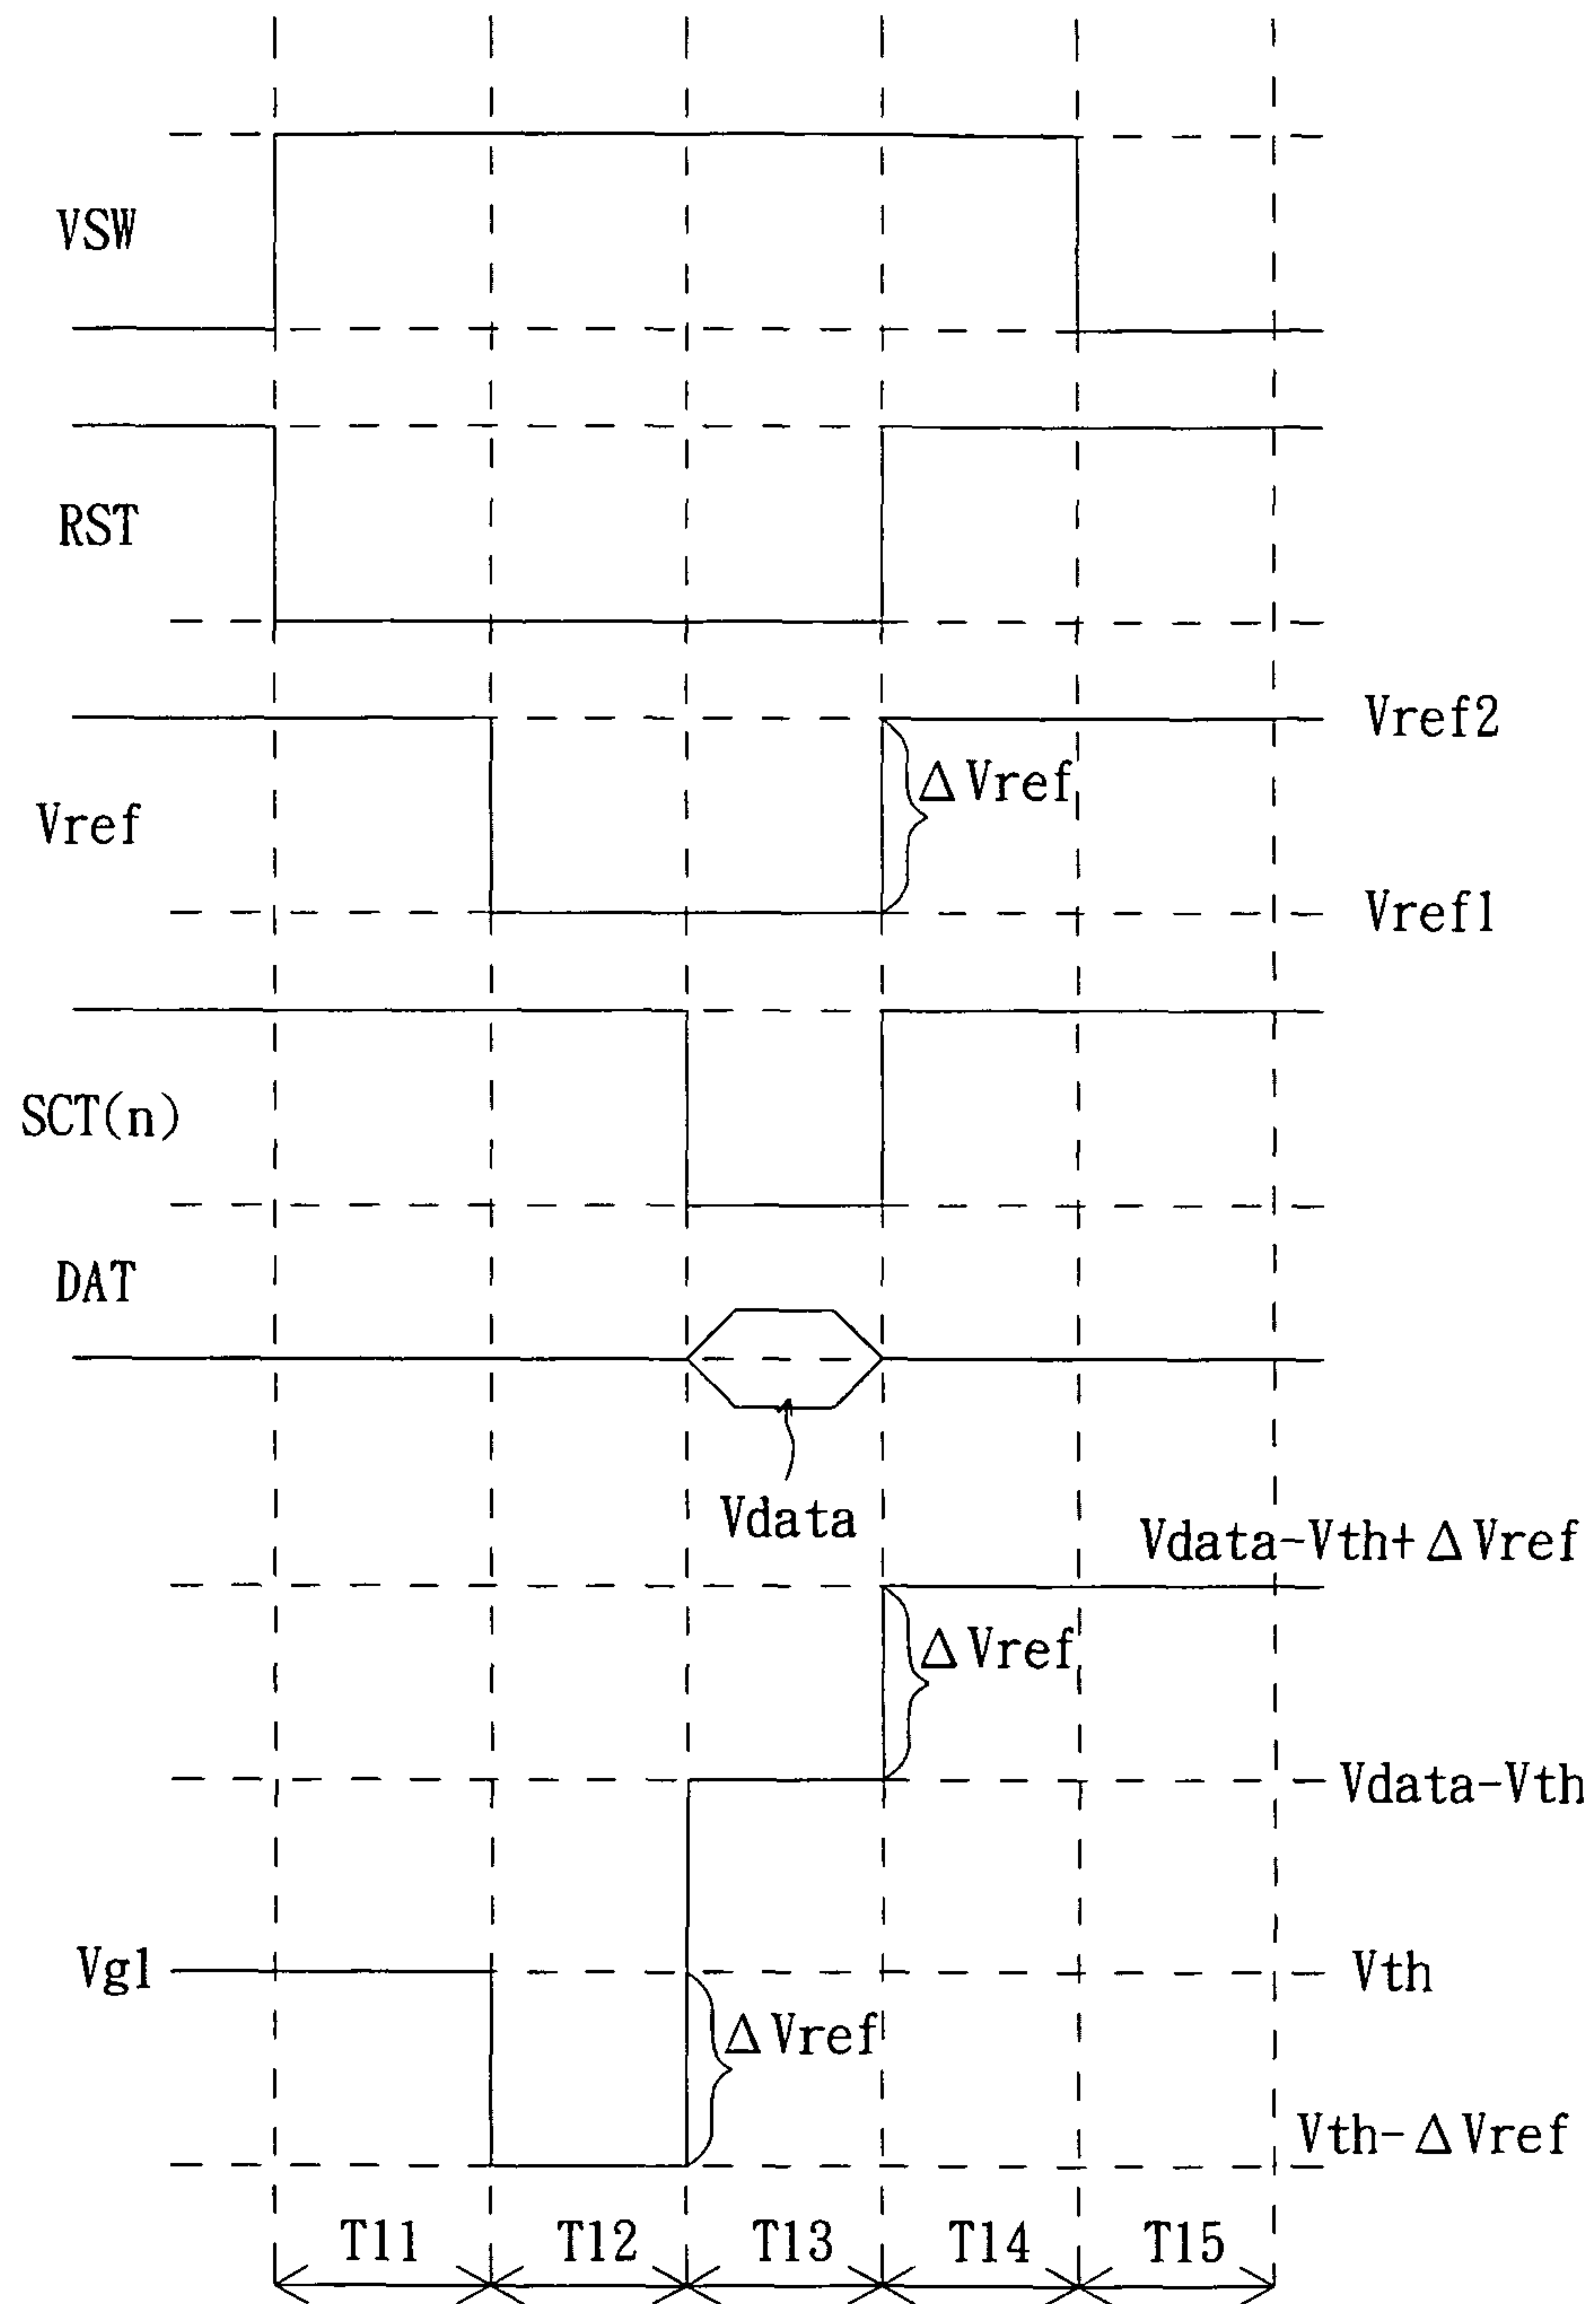 VSW
RST
Vref2
ΔVref
Vref
Vref1
SCT(n)
DAT
Vdata
Vdata-Vth+ΔVref
ΔVref
Vdata-Vth
Vg1
Vth
ΔVref
Vth-ΔVref
T11 T12 T13 T14 T15